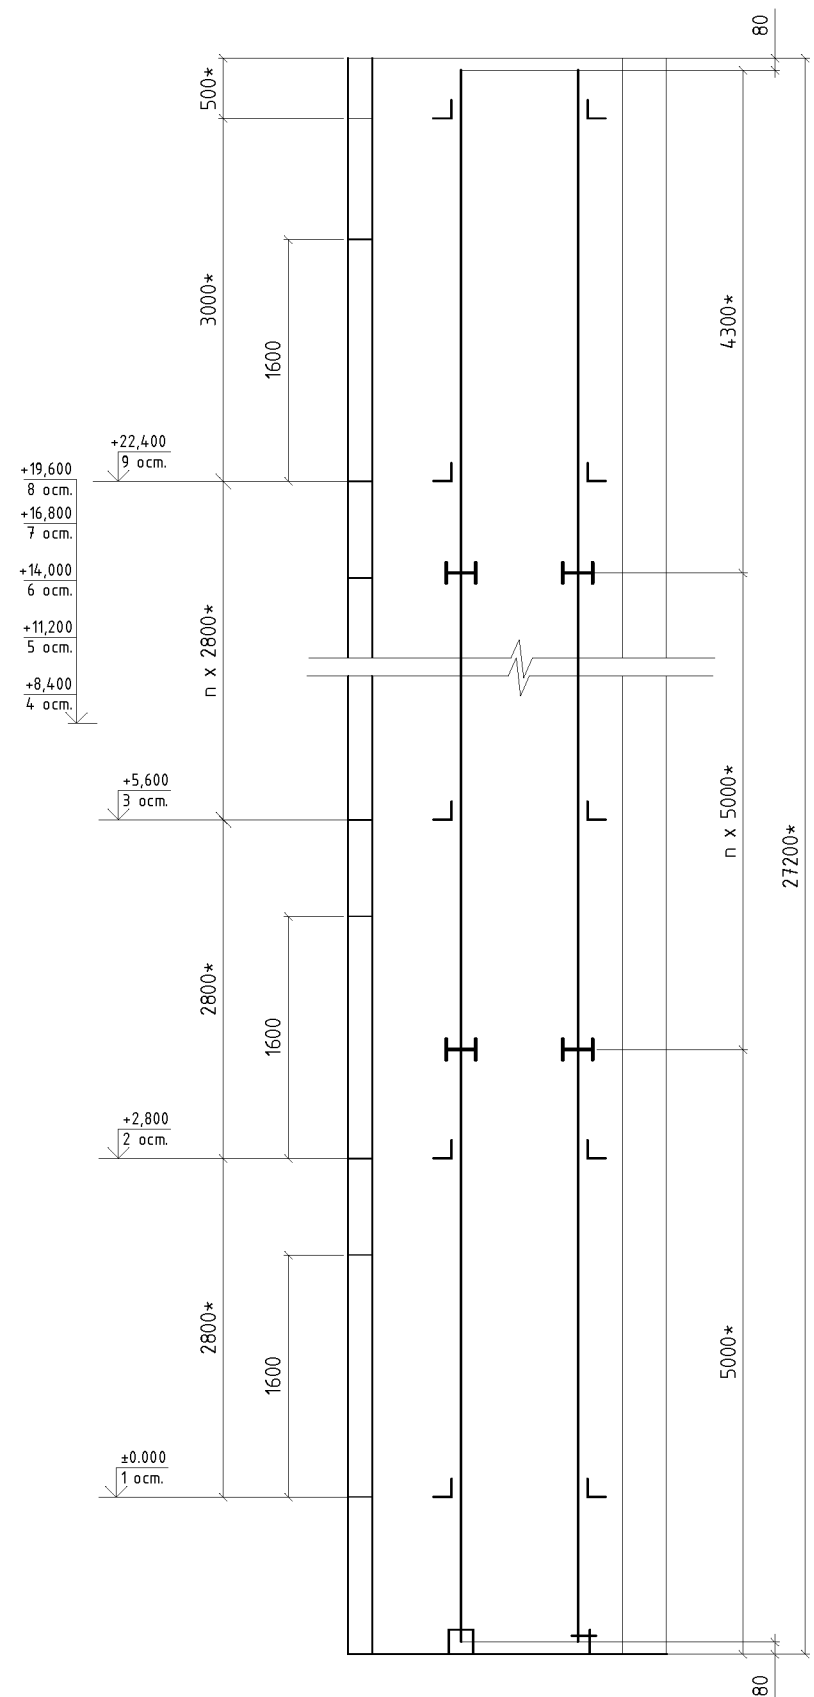 80
500*
3000*
1600
4300*
+22,400
9 ост.
+19,600
8 ост.
+16,800
7 ост.
+14,000
6 ост.
+11,200
5 ост.
+8,400
4 ост.
n x 2800*
+5,600
3 ост.
n x 5000*
27200*
2800*
1600
+2,800
2 ост.
2800*
1600
5000*
±0.000
1 ост.
80